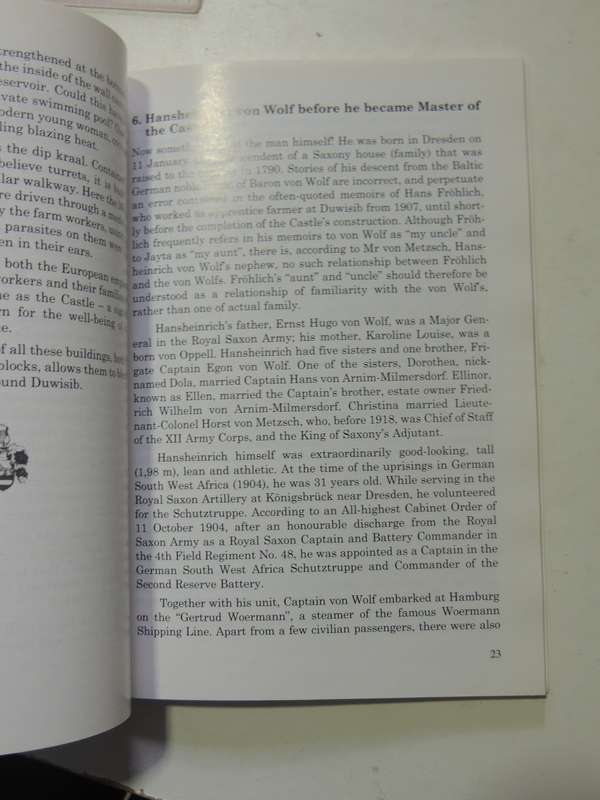 strengthened at the
the inside of the wall
reservoir. Could this
private swimming pool?
modern young woman,
blazing heat.
is the dip kraal.
believe turrets, it is
walkway. Here the
re driven through a
y the farm workers,
parasites on them were
en in their ears.
both the European
workers and their families
e as the Castle – a
rn for the well-being of
e.
of all these buildings,
blocks, allows them to
ound Duwisib.
6. von Wolf before he became Master of
the
Now the man himself! He was born in Dresden on
11 January of a Saxony house (family) that was
raised to the in 1790. Stories of his descent from the Baltic
German of Baron von Wolf are incorrect, and perpetuate
an error in the often-quoted memoirs of Hans Fröhlich,
who worked as apprentice farmer at Duwisib from 1907, until short-
ly before the completion of the Castle's construction. Although Fröh-
lich frequently refers in his memoirs to von Wolf as "my uncle" and
to Jayta as "my aunt", there is, according to Mr von Metzsch, Hans-
heinrich von Wolf's nephew, no such relationship between Fröhlich
and the von Wolfs. Fröhlich's "aunt" and "uncle" should therefore be
understood as a relationship of familiarity with the von Wolf's,
rather than one of actual family.
Hansheinrich's father, Ernst Hugo von Wolf, was a Major Gen-
eral in the Royal Saxon Army; his mother, Karoline Louise, was a
born von Oppell. Hansheinrich had five sisters and one brother, Fri-
gate Captain Egon von Wolf. One of the sisters, Dorothea, nick-
named Dola, married Captain Hans von Arnim-Milmersdorf. Ellinor,
known as Ellen, married the Captain's brother, estate owner Fried-
rich Wilhelm von Arnim-Milmersdorf. Christina married Lieute-
nant-Colonel Horst von Metzsch, who, before 1918, was Chief of Staff
of the XII Army Corps, and the King of Saxony's Adjutant.
Hansheinrich himself was extraordinarily good-looking, tall
(1,98 m), lean and athletic. At the time of the uprisings in German
South West Africa (1904), he was 31 years old. While serving in the
Royal Saxon Artillery at Königsbrück near Dresden, he volunteered
for the Schutztruppe. According to an All-highest Cabinet Order of
11 October 1904, after an honourable discharge from the Royal
Saxon Army as a Royal Saxon Captain and Battery Commander in
the 4th Field Regiment No. 48, he was appointed as a Captain in the
German South West Africa Schutztruppe and Commander of the
Second Reserve Battery.
Together with his unit, Captain von Wolf embarked at Hamburg
on the "Gertrud Woermann", a steamer of the famous Woermann
Shipping Line. Apart from a few civilian passengers, there were also
23